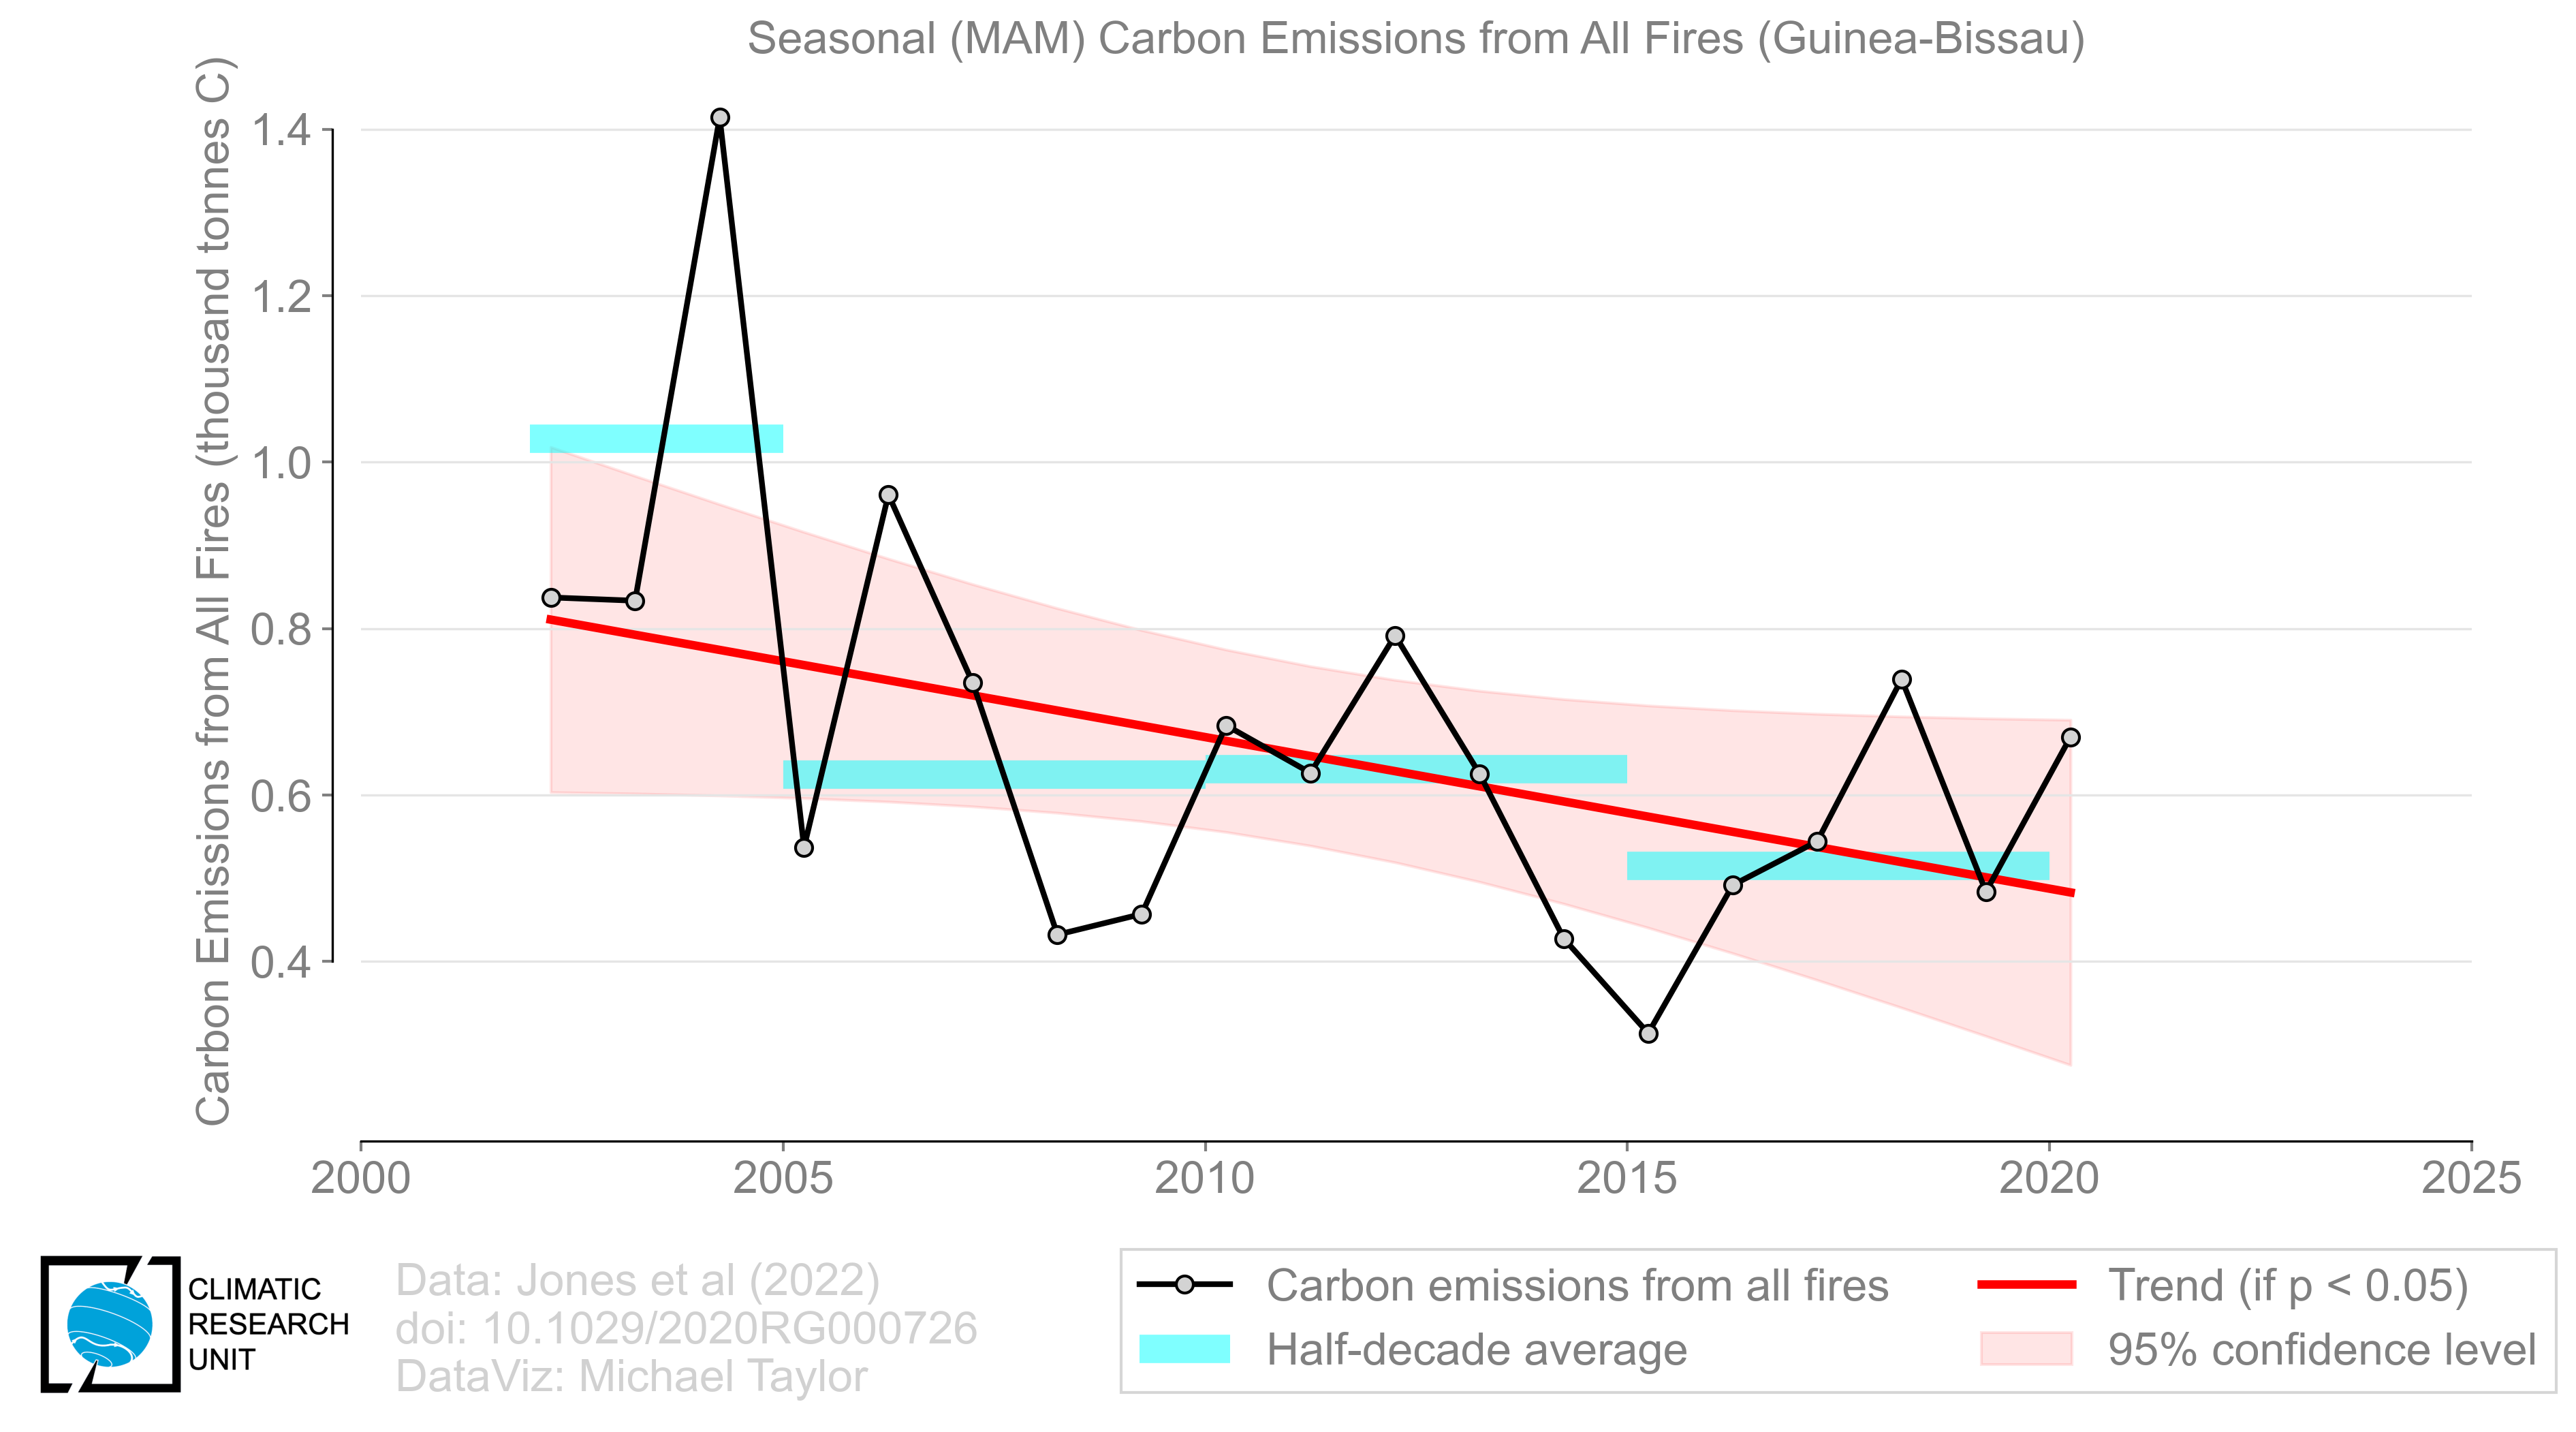 Seasonal (MAM) Carbon Emissions from All Fires (Guinea-Bissau)
Carbon Emissions from All Fires (thousand tonnes C)
1.4
1.2
1.0
0.8
0.6
0.4
2000 2005 2010 2015 2020 2025
CLIMATIC
RESEARCH
UNIT
Data: Jones et al (2022)
doi: 10.1029/2020RG000726
DataViz: Michael Taylor
Carbon emissions from all fires
Half-decade average
Trend (if p < 0.05)
95% confidence level